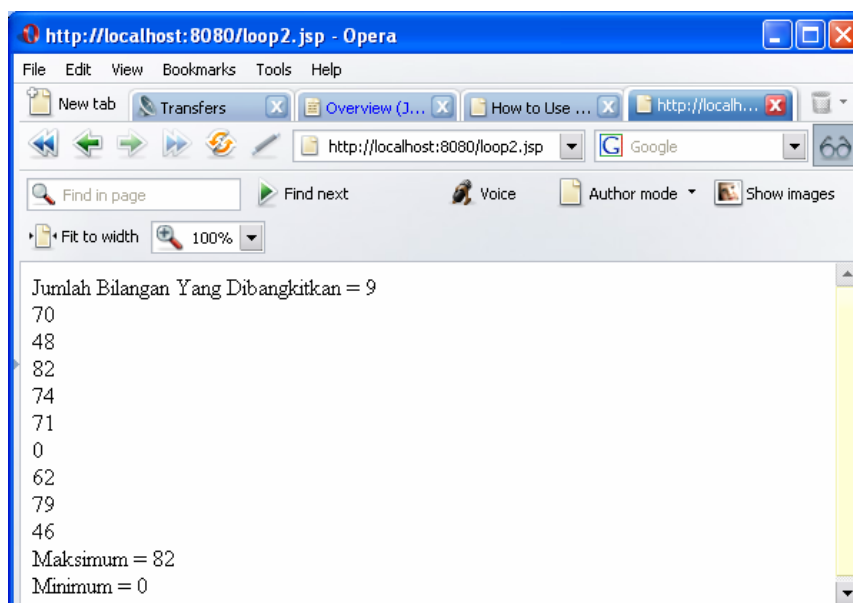 http://localhost:8080/loop2.jsp - Opera
File Edit View Bookmarks Tools Help
New tab Transfers Overview (J... How to Use ... http://localh...
http://localhost:8080/loop2.jsp G Google
Find in page Find next Voice Author mode Show images
Fit to width 100%
Jumlah Bilangan Yang Dibangkitkan = 9
70
48
82
74
71
0
62
79
46
Maksimum = 82
Minimum = 0